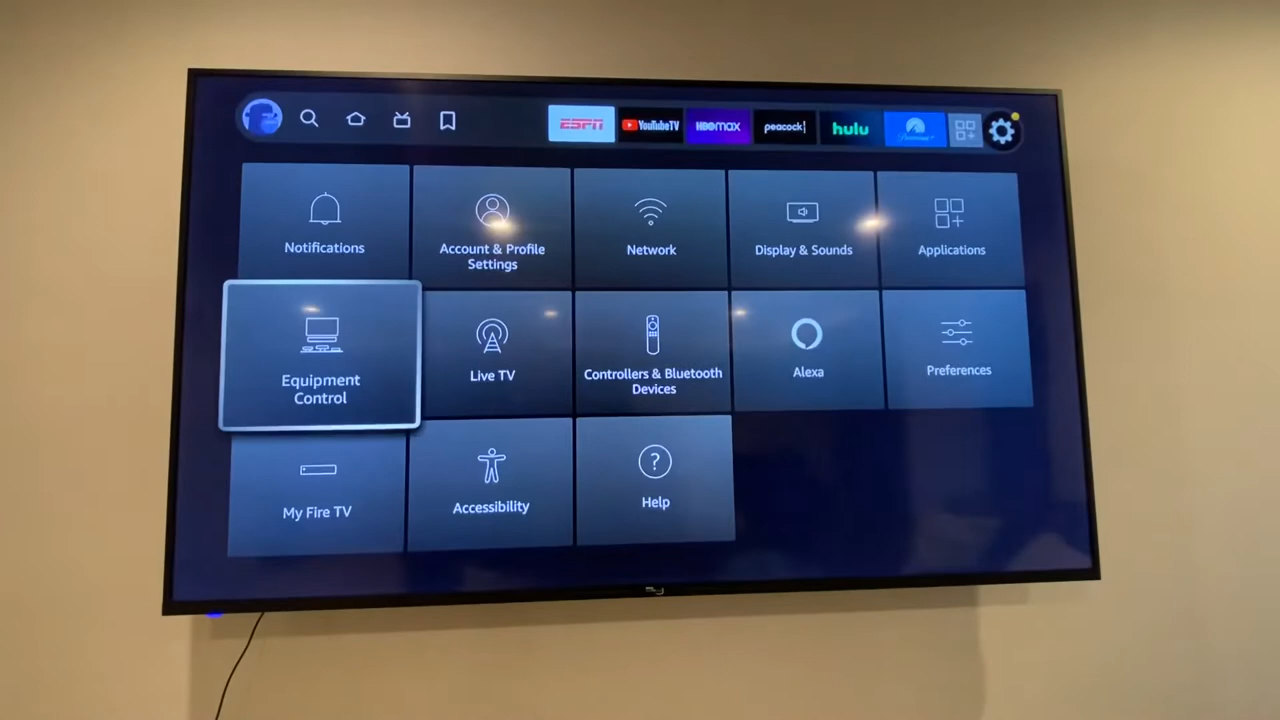 ESPN
YouTubeTV
HBOMAX
peacock
hulu
Paramount+
Notifications
Account & Profile
Settings
Network
Display & Sounds
Applications
Equipment
Control
Live TV
Controllers & Bluetooth
Devices
Alexa
Preferences
My Fire TV
Accessibility
?
Help